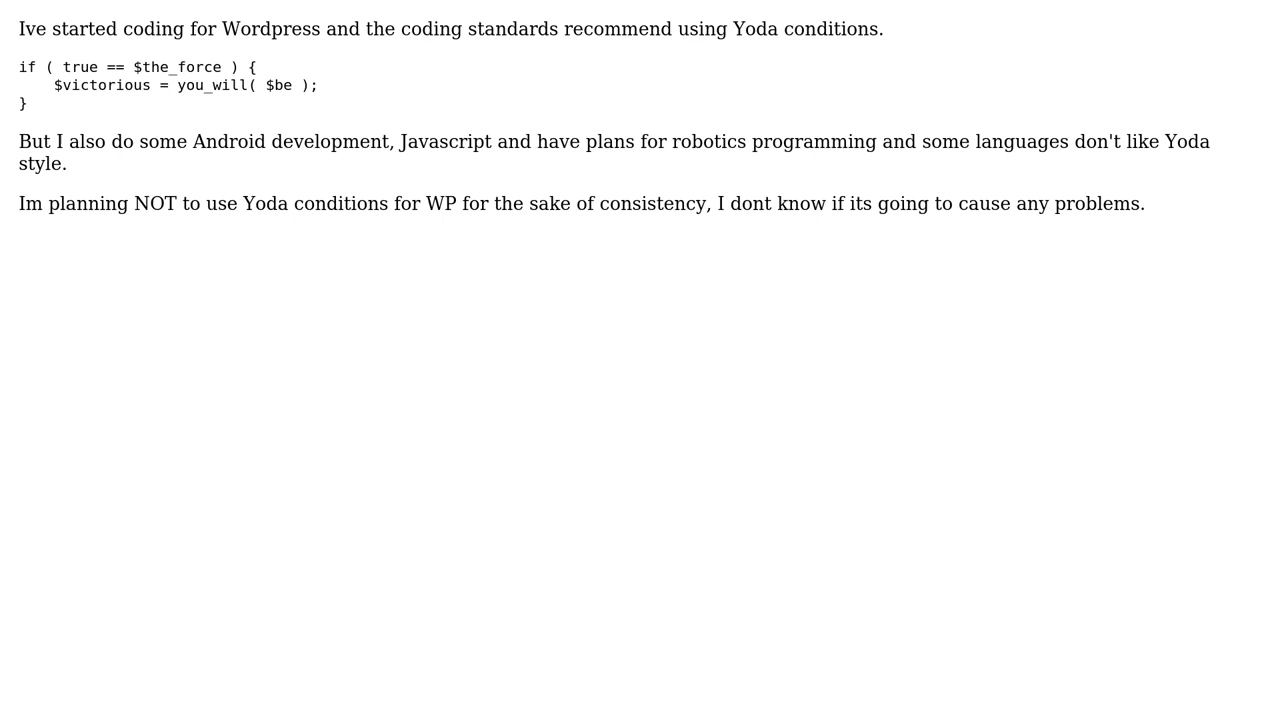 Ive started coding for Wordpress and the coding standards recommend using Yoda conditions.
if ( true == $the_force ) {
    $victorious = you_will( $be );
}
But I also do some Android development, Javascript and have plans for robotics programming and some languages don't like Yoda
style.
Im planning NOT to use Yoda conditions for WP for the sake of consistency, I dont know if its going to cause any problems.